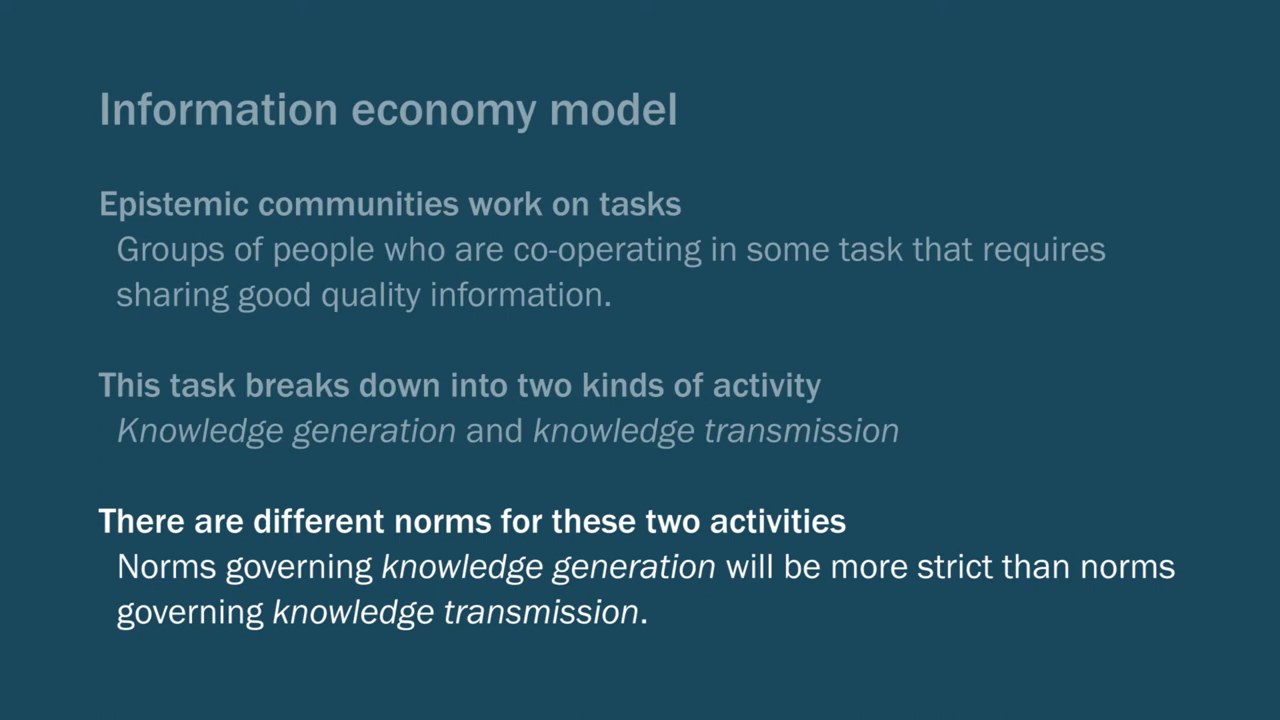 Information economy model
Epistemic communities work on tasks
Groups of people who are co-operating in some task that requires
sharing good quality information.
This task breaks down into two kinds of activity
Knowledge generation and knowledge transmission
There are different norms for these two activities
Norms governing knowledge generation will be more strict than norms
governing knowledge transmission.